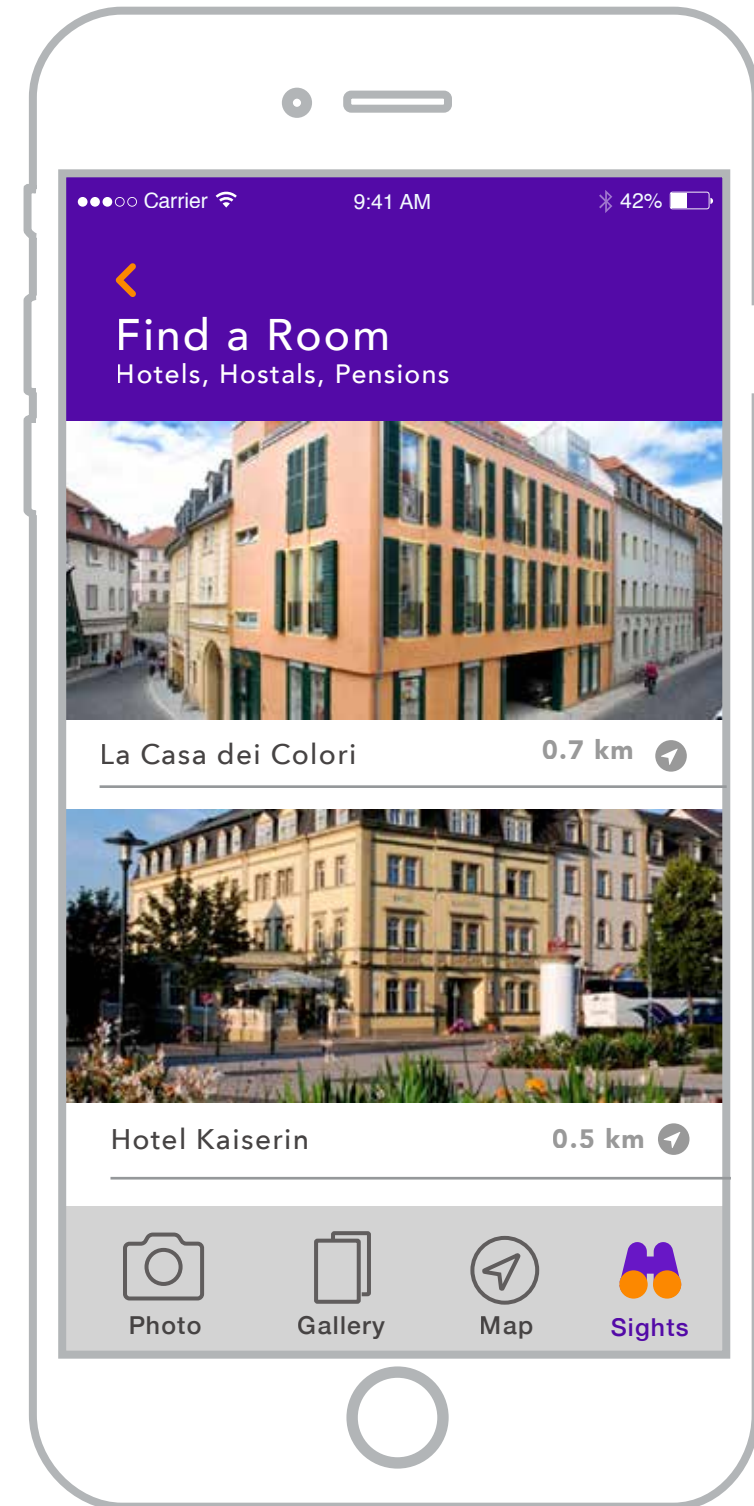 Carrier 9:41 AM 42%
Find a Room
Hotels, Hostals, Pensions
La Casa dei Colori 0.7 km
Hotel Kaiserin 0.5 km
Photo Gallery Map Sights